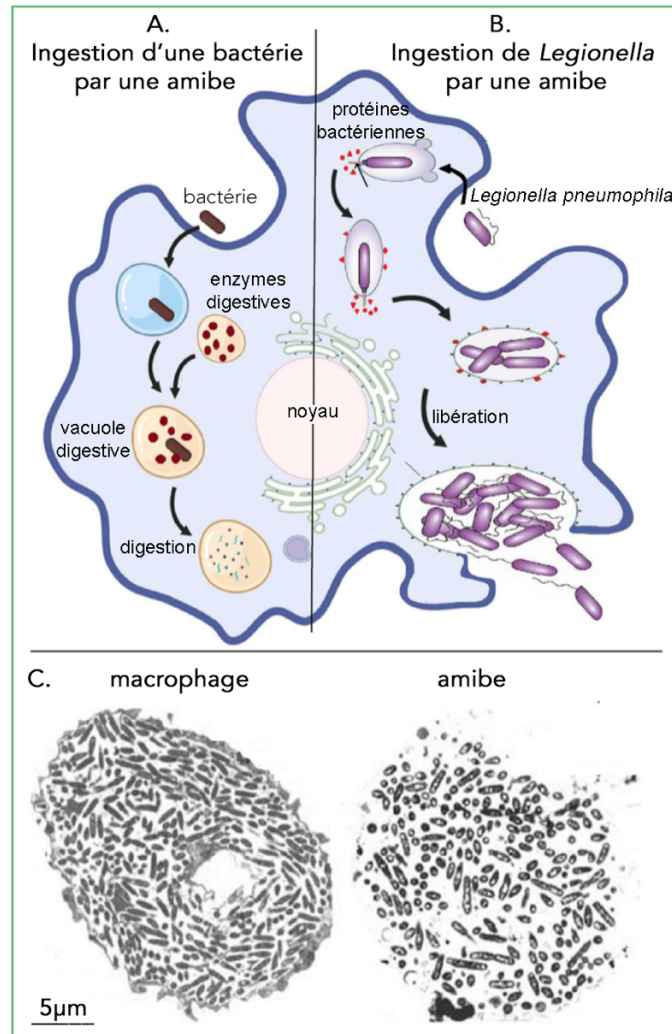 A.
Ingestion d'une bactérie
par une amibe
B.
Ingestion de Legionella
par une amibe
protéines
bactériennes
bactérie
Legionella pneumophila
enzymes
digestives
noyau
libération
vacuole
digestive
digestion
C.
macrophage
amibe
5µm